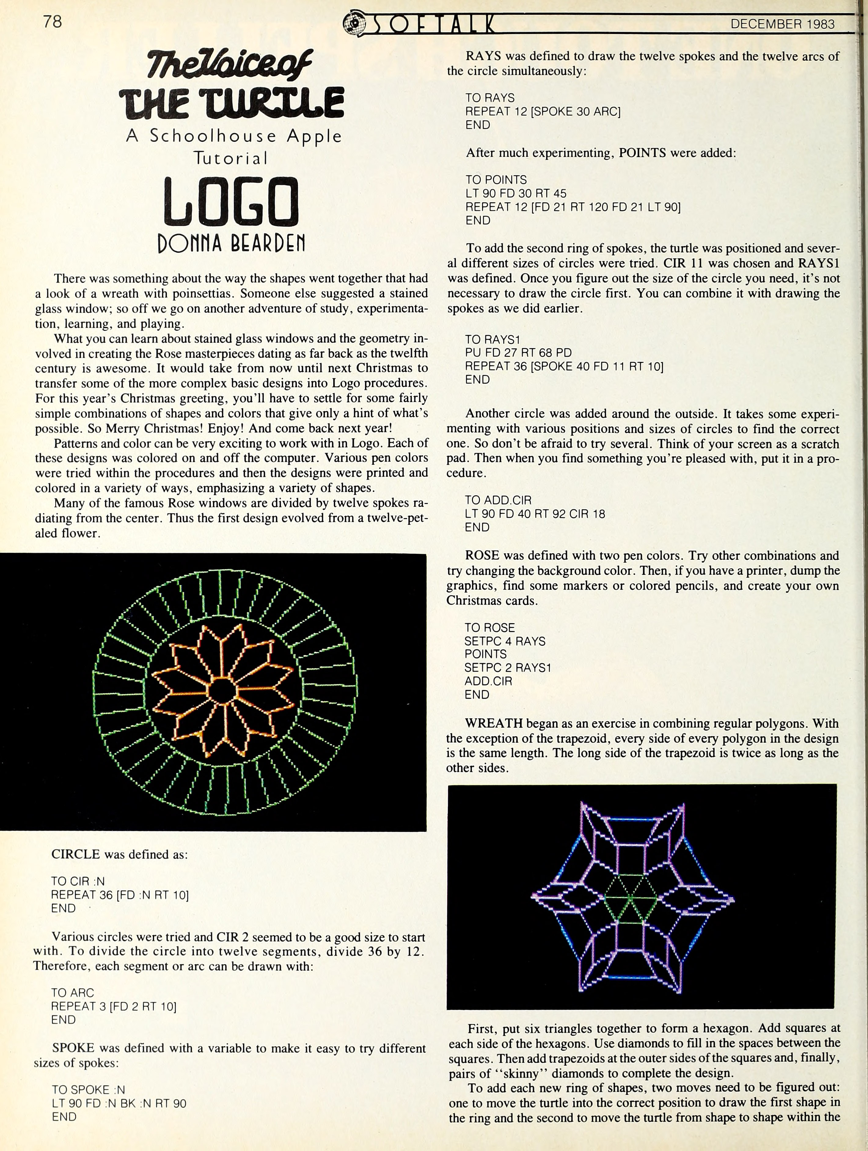 78
SOFTALK
DECEMBER 1983
The Voice of
THE TURTLE
A Schoolhouse Apple
Tutorial
LOGO
DONNA BEARDEN
There was something about the way the shapes went together that had
a look of a wreath with poinsettias. Someone else suggested a stained
glass window; so off we go on another adventure of study, experimenta-
tion, learning, and playing.
What you can learn about stained glass windows and the geometry in-
volved in creating the Rose masterpieces dating as far back as the twelfth
century is awesome. It would take from now until next Christmas to
transfer some of the more complex basic designs into Logo procedures.
For this year's Christmas greeting, you'll have to settle for some fairly
simple combinations of shapes and colors that give only a hint of what's
possible. So Merry Christmas! Enjoy! And come back next year!
Patterns and color can be very exciting to work with in Logo. Each of
these designs was colored on and off the computer. Various pen colors
were tried within the procedures and then the designs were printed and
colored in a variety of ways, emphasizing a variety of shapes.
Many of the famous Rose windows are divided by twelve spokes ra-
diating from the center. Thus the first design evolved from a twelve-pet-
aled flower.
CIRCLE was defined as:
TO CIR :N
REPEAT 36 [FD :N RT 10]
END
Various circles were tried and CIR 2 seemed to be a good size to start
with. To divide the circle into twelve segments, divide 36 by 12.
Therefore, each segment or arc can be drawn with:
TO ARC
REPEAT 3 [FD 2 RT 10]
END
SPOKE was defined with a variable to make it easy to try different
sizes of spokes:
TO SPOKE :N
LT 90 FD :N BK :N RT 90
END
RAYS was defined to draw the twelve spokes and the twelve arcs of
the circle simultaneously:
TO RAYS
REPEAT 12 [SPOKE 30 ARC]
END
After much experimenting, POINTS were added:
TO POINTS
LT 90 FD 30 RT 45
REPEAT 12 [FD 21 RT 120 FD 21 LT 90]
END
To add the second ring of spokes, the turtle was positioned and sever-
al different sizes of circles were tried. CIR 11 was chosen and RAYS1
was defined. Once you figure out the size of the circle you need, it's not
necessary to draw the circle first. You can combine it with drawing the
spokes as we did earlier.
TO RAYS1
PU FD 27 RT 68 PD
REPEAT 36 [SPOKE 40 FD 11 RT 10]
END
Another circle was added around the outside. It takes some experi-
menting with various positions and sizes of circles to find the correct
one. So don't be afraid to try several. Think of your screen as a scratch
pad. Then when you find something you're pleased with, put it in a pro-
cedure.
TO ADD.CIR
LT 90 FD 40 RT 92 CIR 18
END
ROSE was defined with two pen colors. Try other combinations and
try changing the background color. Then, if you have a printer, dump the
graphics, find some markers or colored pencils, and create your own
Christmas cards.
TO ROSE
SETPC 4 RAYS
POINTS
SETPC 2 RAYS1
ADD.CIR
END
WREATH began as an exercise in combining regular polygons. With
the exception of the trapezoid, every side of every polygon in the design
is the same length. The long side of the trapezoid is twice as long as the
other sides.
First, put six triangles together to form a hexagon. Add squares at
each side of the hexagons. Use diamonds to fill in the spaces between the
squares. Then add trapezoids at the outer sides of the squares and, finally,
pairs of "skinny" diamonds to complete the design.
To add each new ring of shapes, two moves need to be figured out:
one to move the turtle into the correct position to draw the first shape in
the ring and the second to move the turtle from shape to shape within the